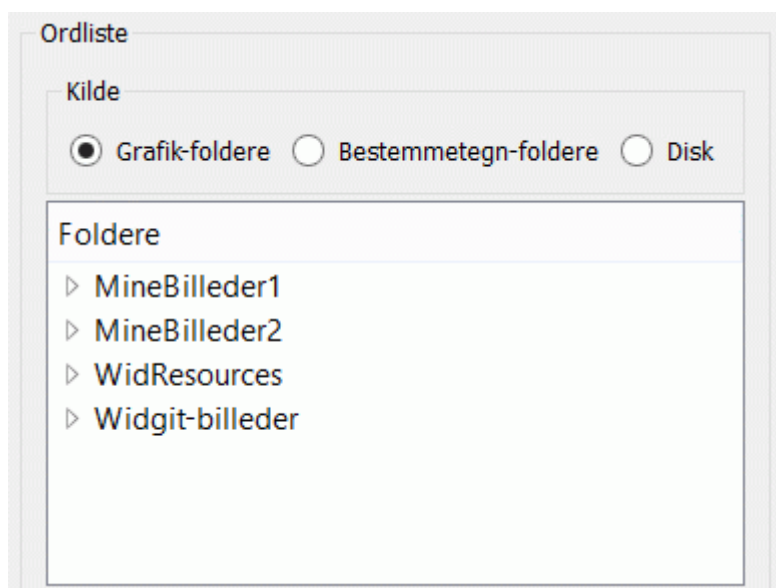 Ordliste
Kilde
Grafik-foldere Bestemmetegn-foldere Disk
Foldere
MineBilleder1
MineBilleder2
WidResources
Widgit-billeder